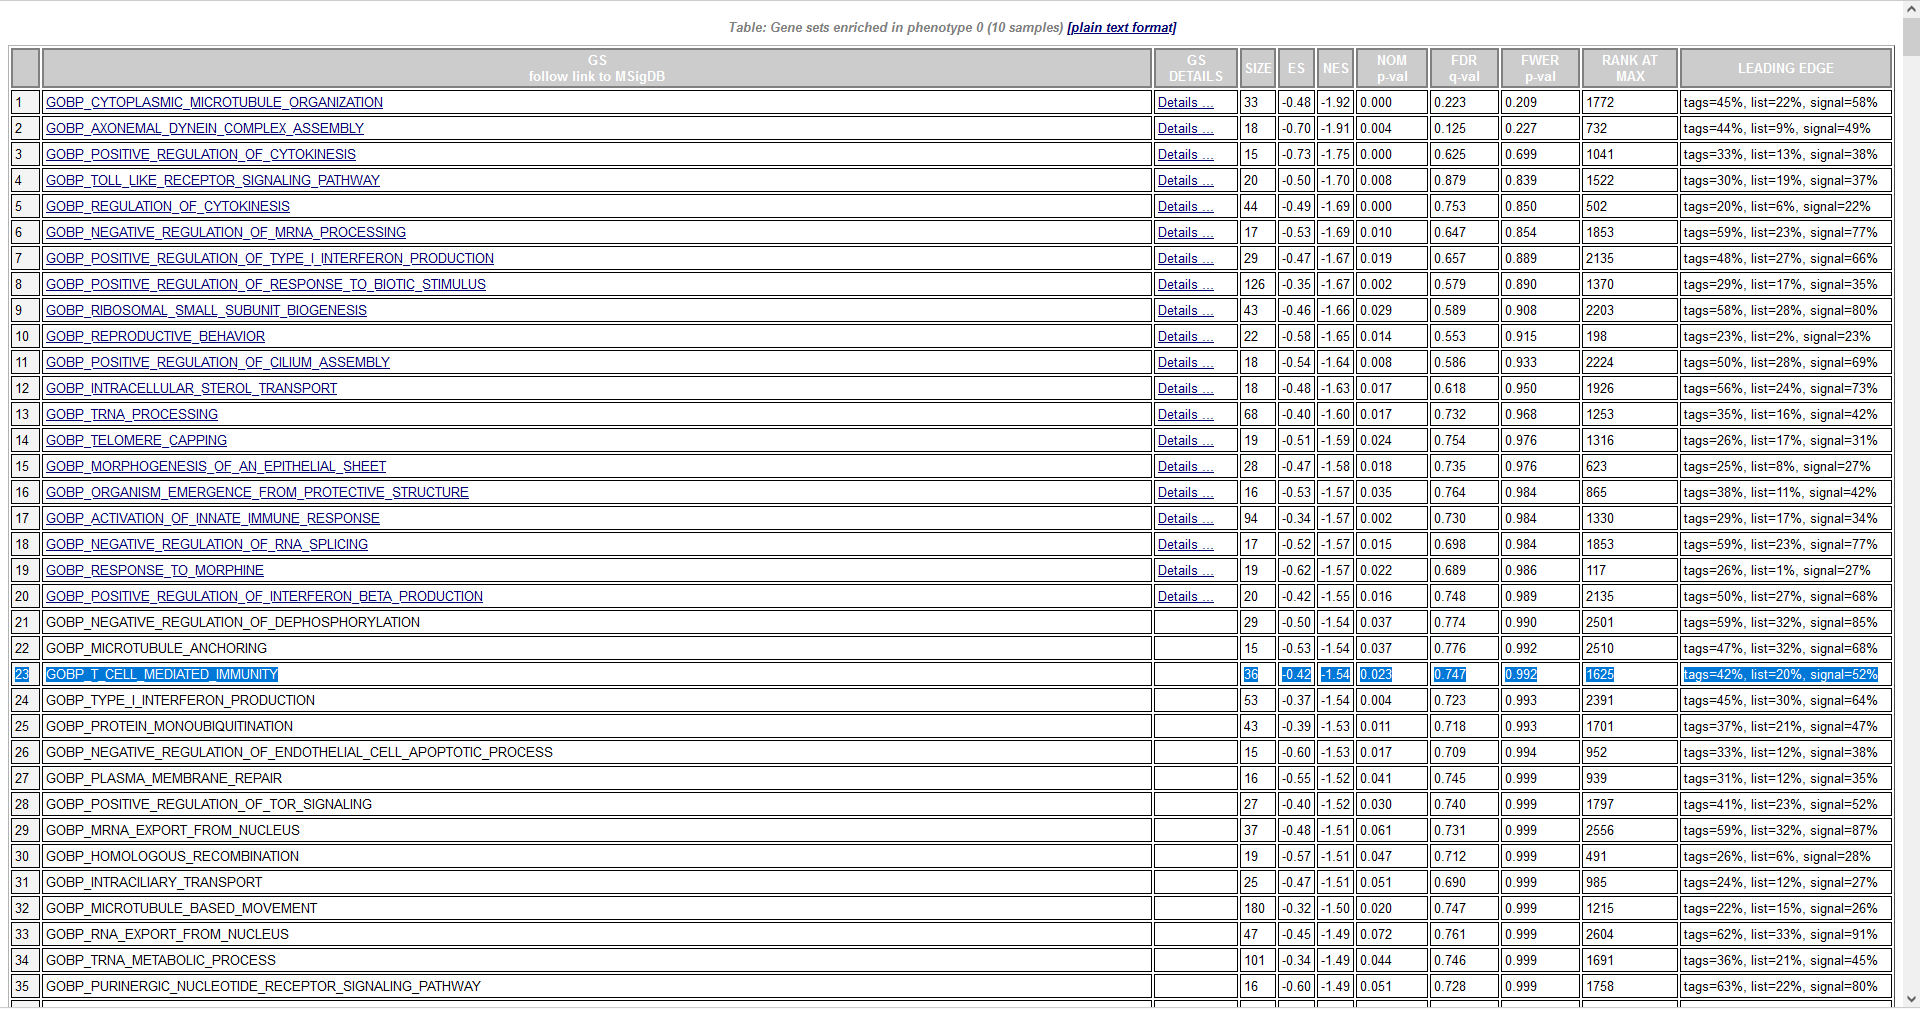 Table: Gene sets enriched in phenotype 0 (10 samples) [plain text format]
GS follow link to MSigDB GS DETAILS SIZE ES NES NOM p-val FDR q-val FWER p-val RANK AT MAX LEADING EDGE
1 GOBP_CYTOPLASMIC_MICROTUBULE_ORGANIZATION Details ... 33 -0.48 -1.92 0.000 0.223 0.209 1772 tags=45%, list=22%, signal=58%
2 GOBP_AXONEMAL_DYNEIN_COMPLEX_ASSEMBLY Details ... 18 -0.70 -1.91 0.004 0.125 0.227 732 tags=44%, list=9%, signal=49%
3 GOBP_POSITIVE_REGULATION_OF_CYTOKINESIS Details ... 15 -0.73 -1.75 0.000 0.625 0.699 1041 tags=33%, list=13%, signal=38%
4 GOBP_TOLL_LIKE_RECEPTOR_SIGNALING_PATHWAY Details ... 20 -0.50 -1.70 0.008 0.879 0.839 1522 tags=30%, list=19%, signal=37%
5 GOBP_REGULATION_OF_CYTOKINESIS Details ... 44 -0.49 -1.69 0.000 0.753 0.850 502 tags=20%, list=6%, signal=22%
6 GOBP_NEGATIVE_REGULATION_OF_MRNA_PROCESSING Details ... 17 -0.53 -1.69 0.010 0.647 0.854 1853 tags=59%, list=23%, signal=77%
7 GOBP_POSITIVE_REGULATION_OF_TYPE_I_INTERFERON_PRODUCTION Details ... 29 -0.47 -1.67 0.019 0.657 0.889 2135 tags=48%, list=27%, signal=66%
8 GOBP_POSITIVE_REGULATION_OF_RESPONSE_TO_BIOTIC_STIMULUS Details ... 126 -0.35 -1.67 0.002 0.579 0.890 1370 tags=29%, list=17%, signal=35%
9 GOBP_RIBOSOMAL_SMALL_SUBUNIT_BIOGENESIS Details ... 43 -0.46 -1.66 0.029 0.589 0.908 2203 tags=58%, list=28%, signal=80%
10 GOBP_REPRODUCTIVE_BEHAVIOR Details ... 22 -0.58 -1.65 0.014 0.553 0.915 198 tags=23%, list=2%, signal=23%
11 GOBP_POSITIVE_REGULATION_OF_CILIUM_ASSEMBLY Details ... 18 -0.54 -1.64 0.008 0.586 0.933 2224 tags=50%, list=28%, signal=69%
12 GOBP_INTRACELLULAR_STEROL_TRANSPORT Details ... 18 -0.48 -1.63 0.017 0.618 0.950 1926 tags=56%, list=24%, signal=73%
13 GOBP_TRNA_PROCESSING Details ... 68 -0.40 -1.60 0.017 0.732 0.968 1253 tags=35%, list=16%, signal=42%
14 GOBP_TELOMERE_CAPPING Details ... 19 -0.51 -1.59 0.024 0.754 0.976 1316 tags=26%, list=17%, signal=31%
15 GOBP_MORPHOGENESIS_OF_AN_EPITHELIAL_SHEET Details ... 28 -0.47 -1.58 0.018 0.735 0.976 623 tags=25%, list=8%, signal=27%
16 GOBP_ORGANISM_EMERGENCE_FROM_PROTECTIVE_STRUCTURE Details ... 16 -0.53 -1.57 0.035 0.764 0.984 865 tags=38%, list=11%, signal=42%
17 GOBP_ACTIVATION_OF_INNATE_IMMUNE_RESPONSE Details ... 94 -0.34 -1.57 0.002 0.730 0.984 1330 tags=29%, list=17%, signal=34%
18 GOBP_NEGATIVE_REGULATION_OF_RNA_SPLICING Details ... 17 -0.52 -1.57 0.015 0.698 0.984 1853 tags=59%, list=23%, signal=77%
19 GOBP_RESPONSE_TO_MORPHINE Details ... 19 -0.62 -1.57 0.022 0.689 0.986 117 tags=26%, list=1%, signal=27%
20 GOBP_POSITIVE_REGULATION_OF_INTERFERON_BETA_PRODUCTION Details ... 20 -0.42 -1.55 0.016 0.748 0.989 2135 tags=50%, list=27%, signal=68%
21 GOBP_NEGATIVE_REGULATION_OF_DEPHOSPHORYLATION 29 -0.50 -1.54 0.037 0.774 0.990 2501 tags=59%, list=32%, signal=85%
22 GOBP_MICROTUBULE_ANCHORING 15 -0.53 -1.54 0.037 0.776 0.992 2510 tags=47%, list=32%, signal=68%
23 GOBP_T_CELL_MEDIATED_IMMUNITY 36 -0.42 -1.54 0.023 0.747 0.992 1625 tags=42%, list=20%, signal=52%
24 GOBP_TYPE_I_INTERFERON_PRODUCTION 53 -0.37 -1.54 0.004 0.723 0.993 2391 tags=45%, list=30%, signal=64%
25 GOBP_PROTEIN_MONOUBIQUITINATION 43 -0.39 -1.53 0.011 0.718 0.993 1701 tags=37%, list=21%, signal=47%
26 GOBP_NEGATIVE_REGULATION_OF_ENDOTHELIAL_CELL_APOPTOTIC_PROCESS 15 -0.60 -1.53 0.017 0.709 0.994 952 tags=33%, list=12%, signal=38%
27 GOBP_PLASMA_MEMBRANE_REPAIR 16 -0.55 -1.52 0.041 0.745 0.999 939 tags=31%, list=12%, signal=35%
28 GOBP_POSITIVE_REGULATION_OF_TOR_SIGNALING 27 -0.40 -1.52 0.030 0.740 0.999 1797 tags=41%, list=23%, signal=52%
29 GOBP_MRNA_EXPORT_FROM_NUCLEUS 37 -0.48 -1.51 0.061 0.731 0.999 2556 tags=59%, list=32%, signal=87%
30 GOBP_HOMOLOGOUS_RECOMBINATION 19 -0.57 -1.51 0.047 0.712 0.999 491 tags=26%, list=6%, signal=28%
31 GOBP_INTRACILIARY_TRANSPORT 25 -0.47 -1.51 0.051 0.690 0.999 985 tags=24%, list=12%, signal=27%
32 GOBP_MICROTUBULE_BASED_MOVEMENT 180 -0.32 -1.50 0.020 0.747 0.999 1215 tags=22%, list=15%, signal=26%
33 GOBP_RNA_EXPORT_FROM_NUCLEUS 47 -0.45 -1.49 0.072 0.761 0.999 2604 tags=62%, list=33%, signal=91%
34 GOBP_TRNA_METABOLIC_PROCESS 101 -0.34 -1.49 0.044 0.746 0.999 1691 tags=36%, list=21%, signal=45%
35 GOBP_PURINERGIC_NUCLEOTIDE_RECEPTOR_SIGNALING_PATHWAY 16 -0.60 -1.49 0.051 0.728 0.999 1758 tags=63%, list=22%, signal=80%